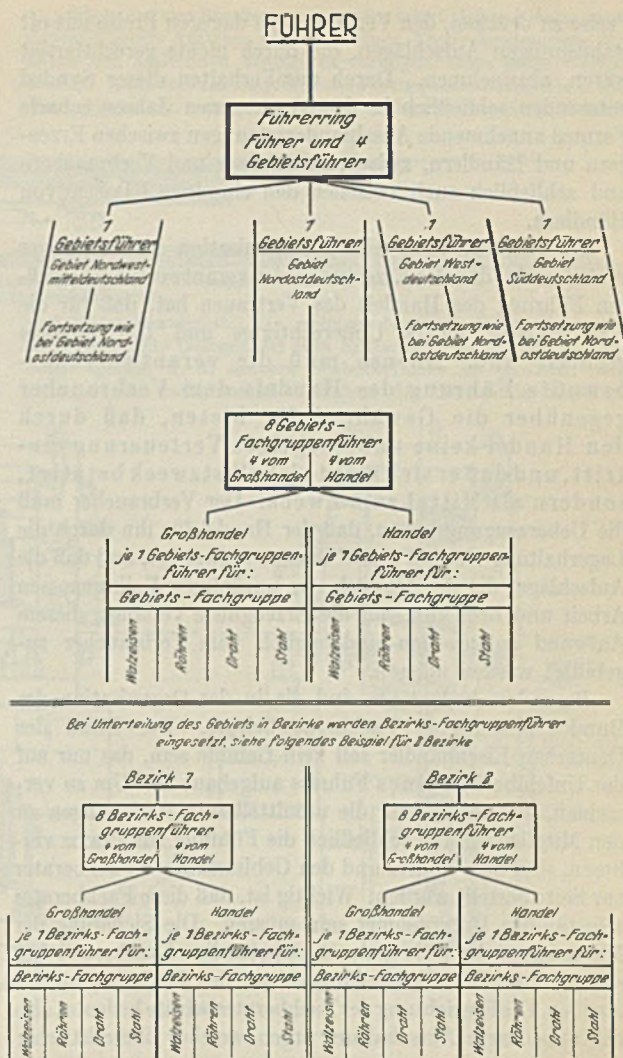 FÜHRER
Führerring
Führer und 4
Gebietsführer
1
Gebietsführer
Gebiet Nordwest-
mitteldeutschland
Fortsetzung wie
bei Gebiet Nord-
ostdeutschland
1
Gebietsführer
Gebiet
Nordostdeutsch-
land
1
Gebietsführer
Gebiet West-
deutschland
Fortsetzung wie
bei Gebiet Nord-
ostdeutschland
1
Gebietsführer
Gebiet
Süddeutschland
Fortsetzung wie
bei Gebiet Nord-
ostdeutschland
8 Gebiets-
Fachgruppenführer
4 vom 4 vom
Großhandel Handel
Großhandel
je 1 Gebiets-Fachgruppen-
führer für:
Gebiets-Fachgruppe
Walzeisen
Röhren
Draht
Stahl
Handel
je 1 Gebiets-Fachgruppen-
führer für:
Gebiets-Fachgruppe
Walzeisen
Röhren
Draht
Stahl
Bei Unterteilung des Gebiets in Bezirke werden Bezirks-Fachgruppenführer
eingesetzt, siehe folgendes Beispiel für 2 Bezirke
Bezirk 1
8 Bezirks-Fach-
gruppenführer
4 vom 4 vom
Großhandel Handel
Großhandel
je 1 Bezirks-Fach-
gruppenführer für:
Bezirks-Fachgruppe
Walzeisen
Röhren
Draht
Stahl
Handel
je 1 Bezirks-Fach-
gruppenführer für:
Bezirks-Fachgruppe
Walzeisen
Röhren
Draht
Stahl
Bezirk 2
8 Bezirks-Fach-
gruppenführer
4 vom 4 vom
Großhandel Handel
Großhandel
je 1 Bezirks-Fach-
gruppenführer für:
Bezirks-Fachgruppe
Walzeisen
Röhren
Draht
Stahl
Handel
je 1 Bezirks-Fach-
gruppenführer für:
Bezirks-Fachgruppe
Walzeisen
Röhren
Draht
Stahl